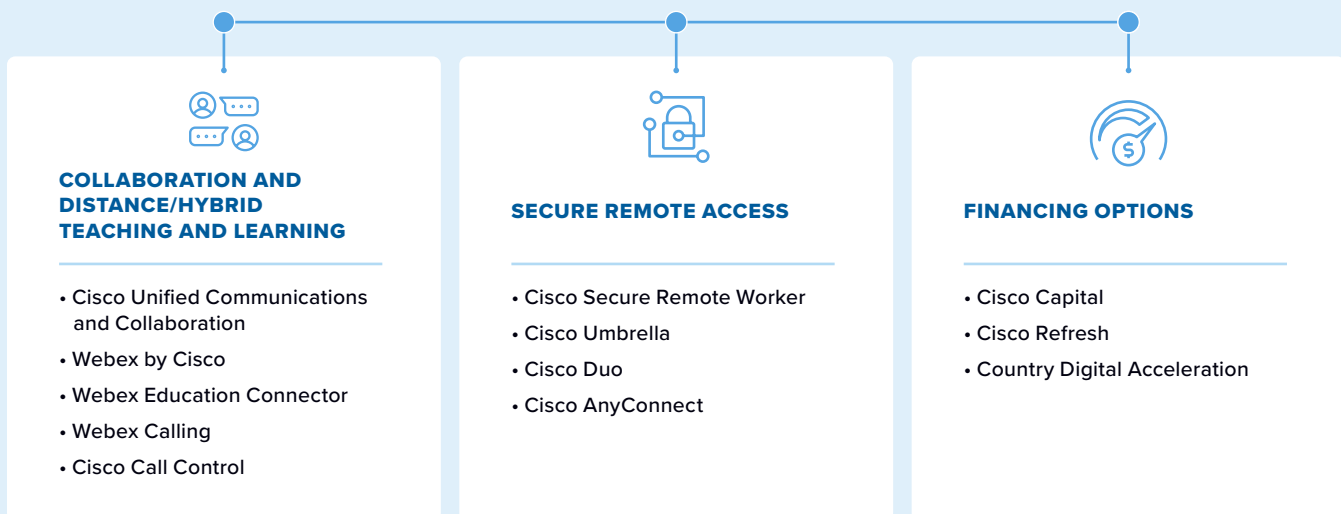 COLLABORATION AND
DISTANCE/HYBRID
TEACHING AND LEARNING
• Cisco Unified Communications
and Collaboration
• Webex by Cisco
• Webex Education Connector
• Webex Calling
• Cisco Call Control
SECURE REMOTE ACCESS
• Cisco Secure Remote Worker
• Cisco Umbrella
• Cisco Duo
• Cisco AnyConnect
$
FINANCING OPTIONS
• Cisco Capital
• Cisco Refresh
• Country Digital Acceleration